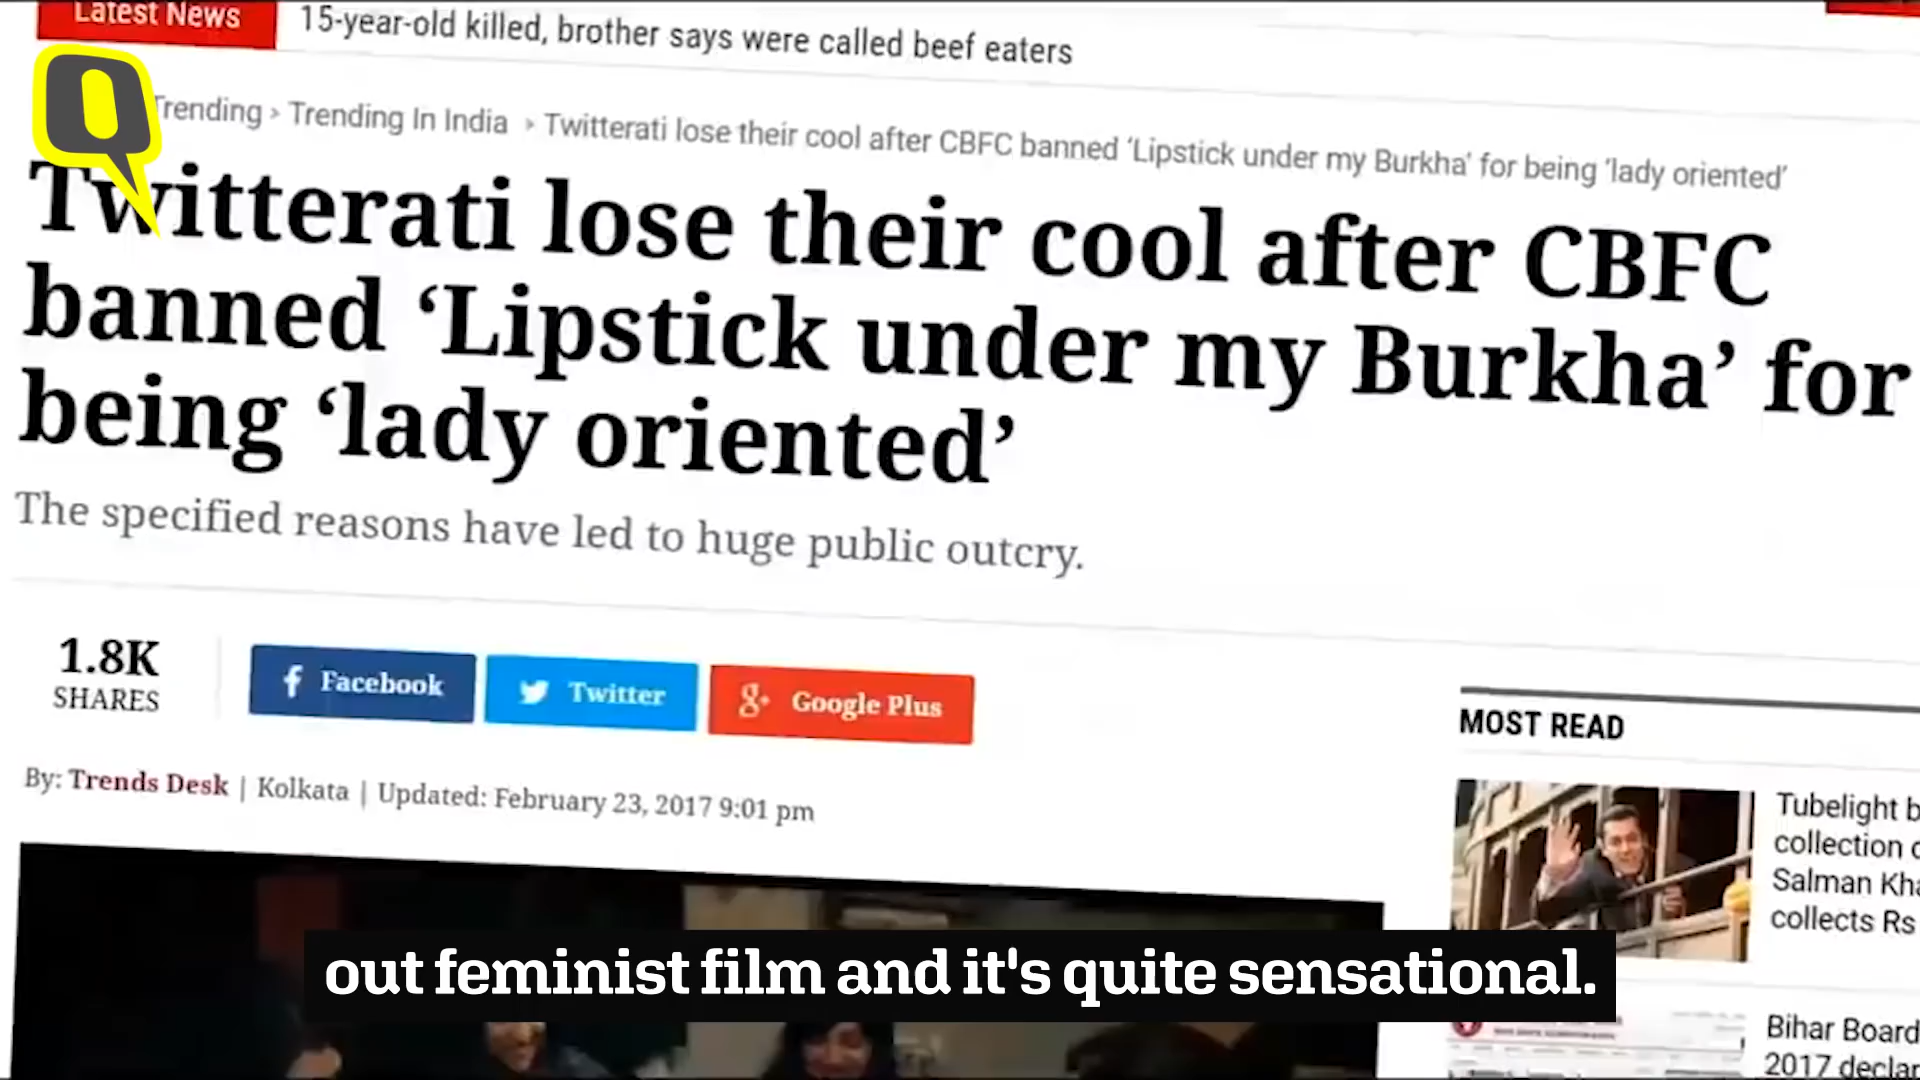 Latest News
15-year-old killed, brother says were called beef eaters
Trending > Trending In India > Twitterati lose their cool after CBFC banned ‘Lipstick under my Burkha’ for being ‘lady oriented’
Twitterati lose their cool after CBFC
banned ‘Lipstick under my Burkha’ for
being ‘lady oriented’
The specified reasons have led to huge public outcry.
1.8K
SHARES
f Facebook
Twitter
g+ Google Plus
By: Trends Desk | Kolkata | Updated: February 23, 2017 9:01 pm
MOST READ
Tubelight b
collection
Salman Kha
collects Rs
Bihar Board
2017 declar
out feminist film and it's quite sensational.